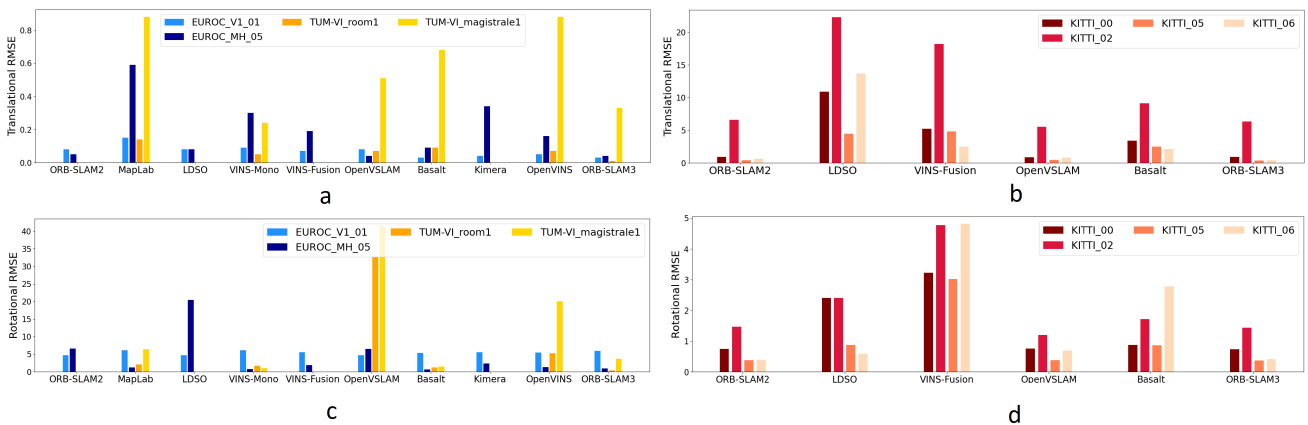 EUROC_V1_01 TUM-VI_room1 TUM-VI_magistrale1
EUROC_MH_05
Translational RMSE
0.8
0.6
0.4
0.2
0.0
ORB-SLAM2 MapLab LDSO VINS-Mono VINS-Fusion OpenVSLAM Basalt Kimera OpenVINS ORB-SLAM3
a
KITTI_00 KITTI_05 KITTI_06
KITTI_02
Translational RMSE
20
15
10
5
0
ORB-SLAM2 LDSO VINS-Fusion OpenVSLAM Basalt ORB-SLAM3
b
EUROC_V1_01 TUM-VI_room1 TUM-VI_magistrale1
EUROC_MH_05
Rotational RMSE
40
35
30
25
20
15
10
5
0
ORB-SLAM2 MapLab LDSO VINS-Mono VINS-Fusion OpenVSLAM Basalt Kimera OpenVINS ORB-SLAM3
c
KITTI_00 KITTI_05 KITTI_06
KITTI_02
Rotational RMSE
5
4
3
2
1
0
ORB-SLAM2 LDSO VINS-Fusion OpenVSLAM Basalt ORB-SLAM3
d